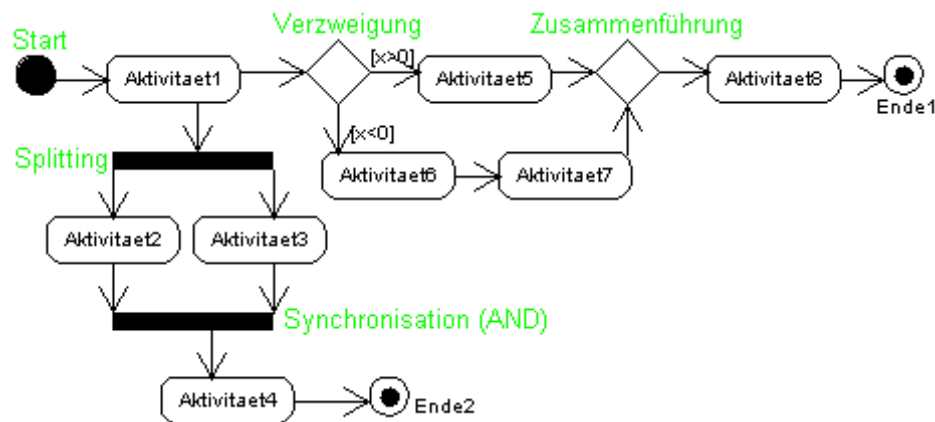 Start
Verzweigung
Zusammenführung
[x>0]
Aktivitaet1
Aktivitaet5
Aktivitaet8
Ende1
[x<0]
Splitting
Aktivitaet6
Aktivitaet7
Aktivitaet2
Aktivitaet3
Synchronisation (AND)
Aktivitaet4
Ende2